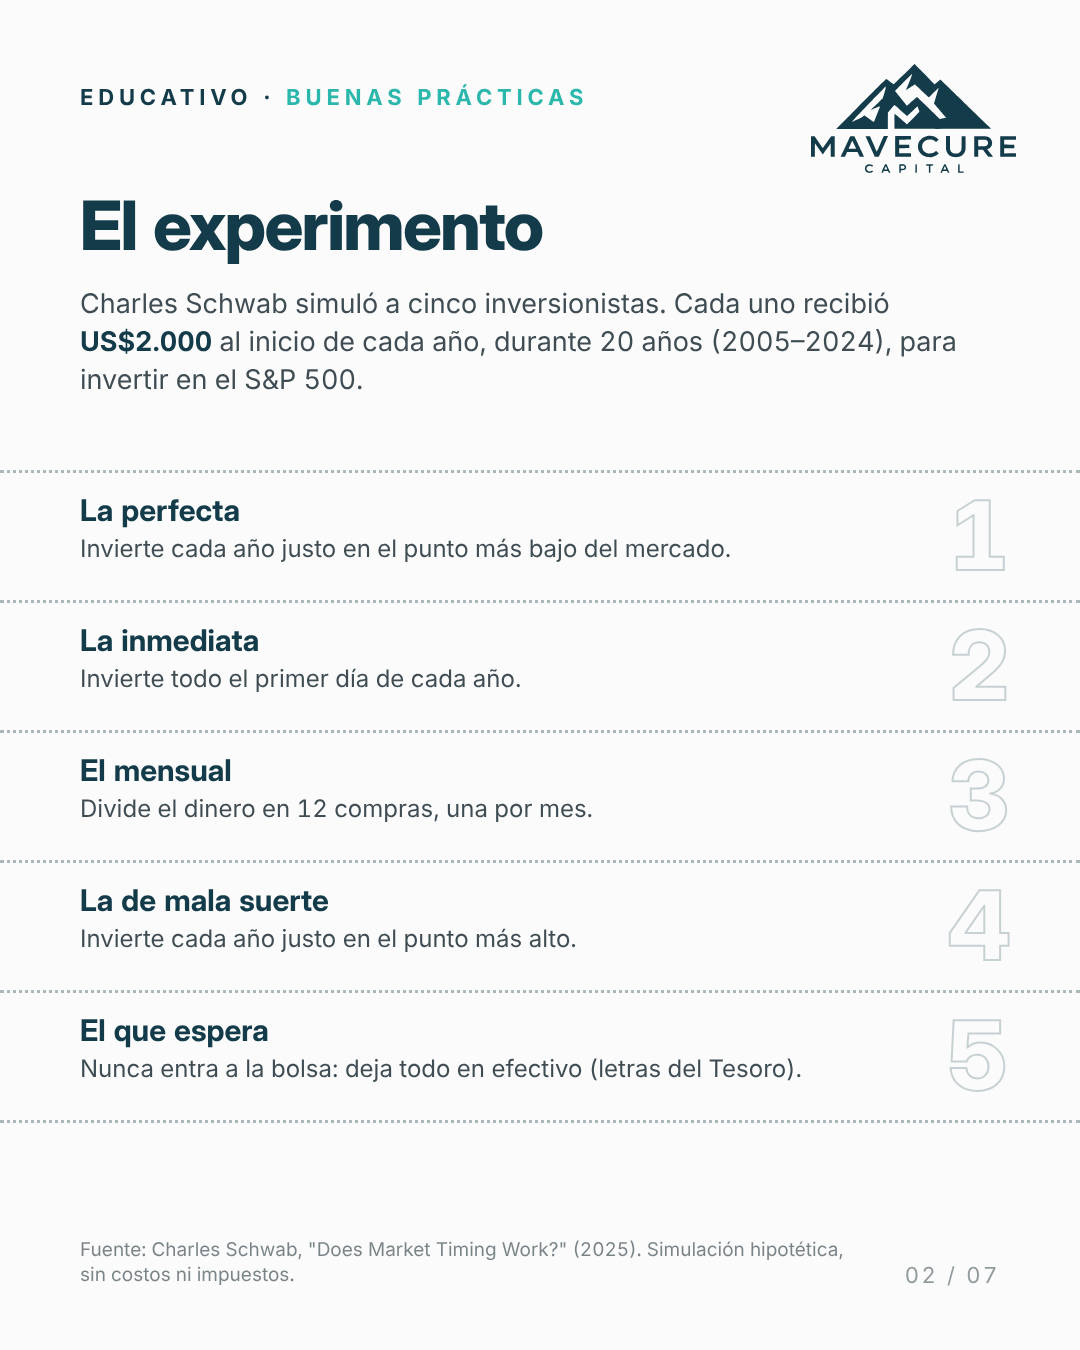 EDUCATIVO · BUENAS PRÁCTICAS
MAVECURE
CAPITAL
El experimento
Charles Schwab simuló a cinco inversionistas. Cada uno recibió
US$2.000 al inicio de cada año, durante 20 años (2005–2024), para
invertir en el S&P 500.
La perfecta
Invierte cada año justo en el punto más bajo del mercado.
1
La inmediata
Invierte todo el primer día de cada año.
2
El mensual
Divide el dinero en 12 compras, una por mes.
3
La de mala suerte
Invierte cada año justo en el punto más alto.
4
El que espera
Nunca entra a la bolsa: deja todo en efectivo (letras del Tesoro).
5
Fuente: Charles Schwab, "Does Market Timing Work?" (2025). Simulación hipotética,
sin costos ni impuestos.
02 / 07